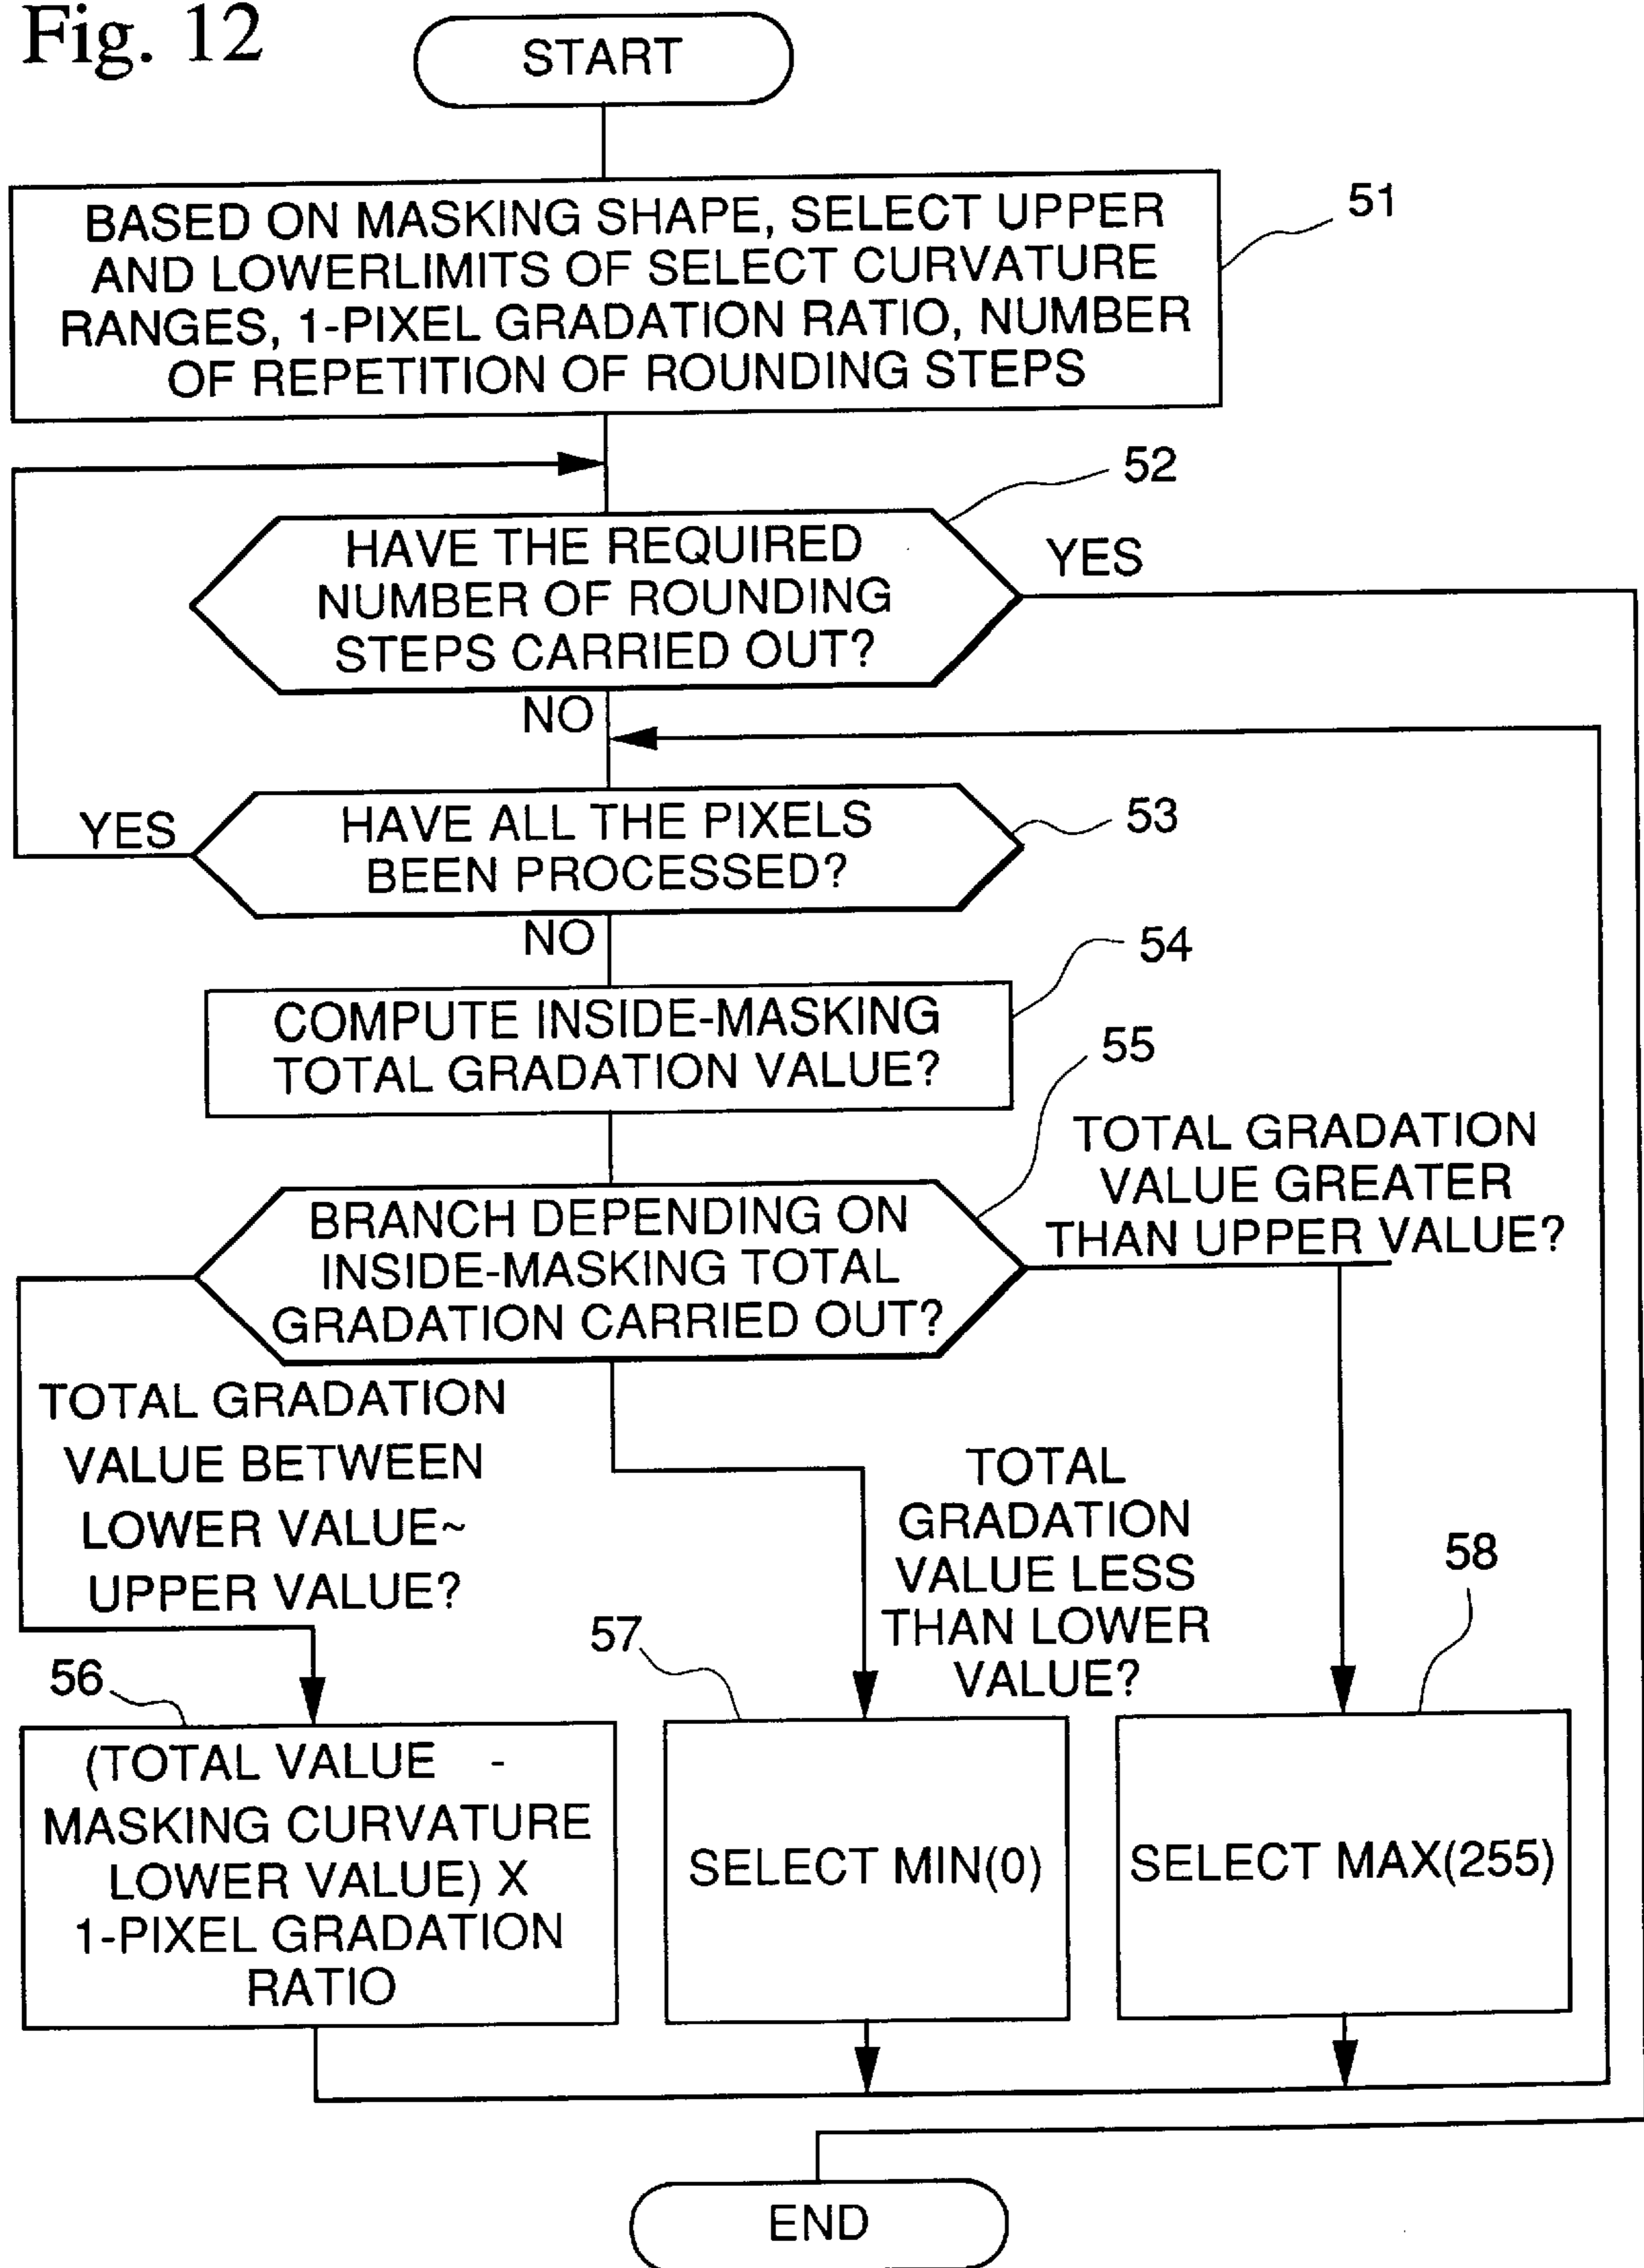 Fig. 12
START
51
BASED ON MASKING SHAPE, SELECT UPPER
AND LOWERLIMITS OF SELECT CURVATURE
RANGES, 1-PIXEL GRADATION RATIO, NUMBER
OF REPETITION OF ROUNDING STEPS
52
HAVE THE REQUIRED
NUMBER OF ROUNDING
STEPS CARRIED OUT?
YES
NO
53
YES
HAVE ALL THE PIXELS
BEEN PROCESSED?
NO
54
COMPUTE INSIDE-MASKING
TOTAL GRADATION VALUE?
55
BRANCH DEPENDING ON
INSIDE-MASKING TOTAL
GRADATION CARRIED OUT?
TOTAL GRADATION
VALUE GREATER
THAN UPPER VALUE?
TOTAL GRADATION
VALUE BETWEEN
LOWER VALUE~
UPPER VALUE?
TOTAL
GRADATION
VALUE LESS
THAN LOWER
VALUE?
56
(TOTAL VALUE -
MASKING CURVATURE
LOWER VALUE) X
1-PIXEL GRADATION
RATIO
57
SELECT MIN(0)
58
SELECT MAX(255)
END